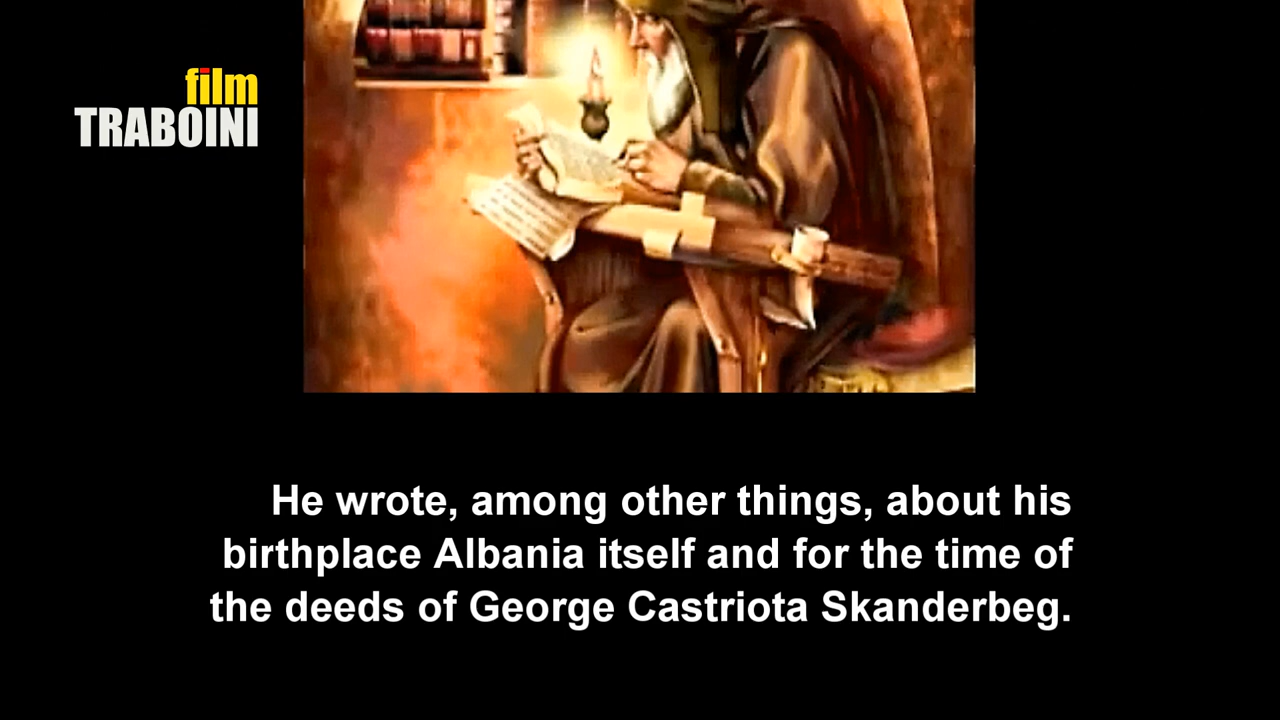 film
TRABOINI
He wrote, among other things, about his
birthplace Albania itself and for the time of
the deeds of George Castriota Skanderbeg.